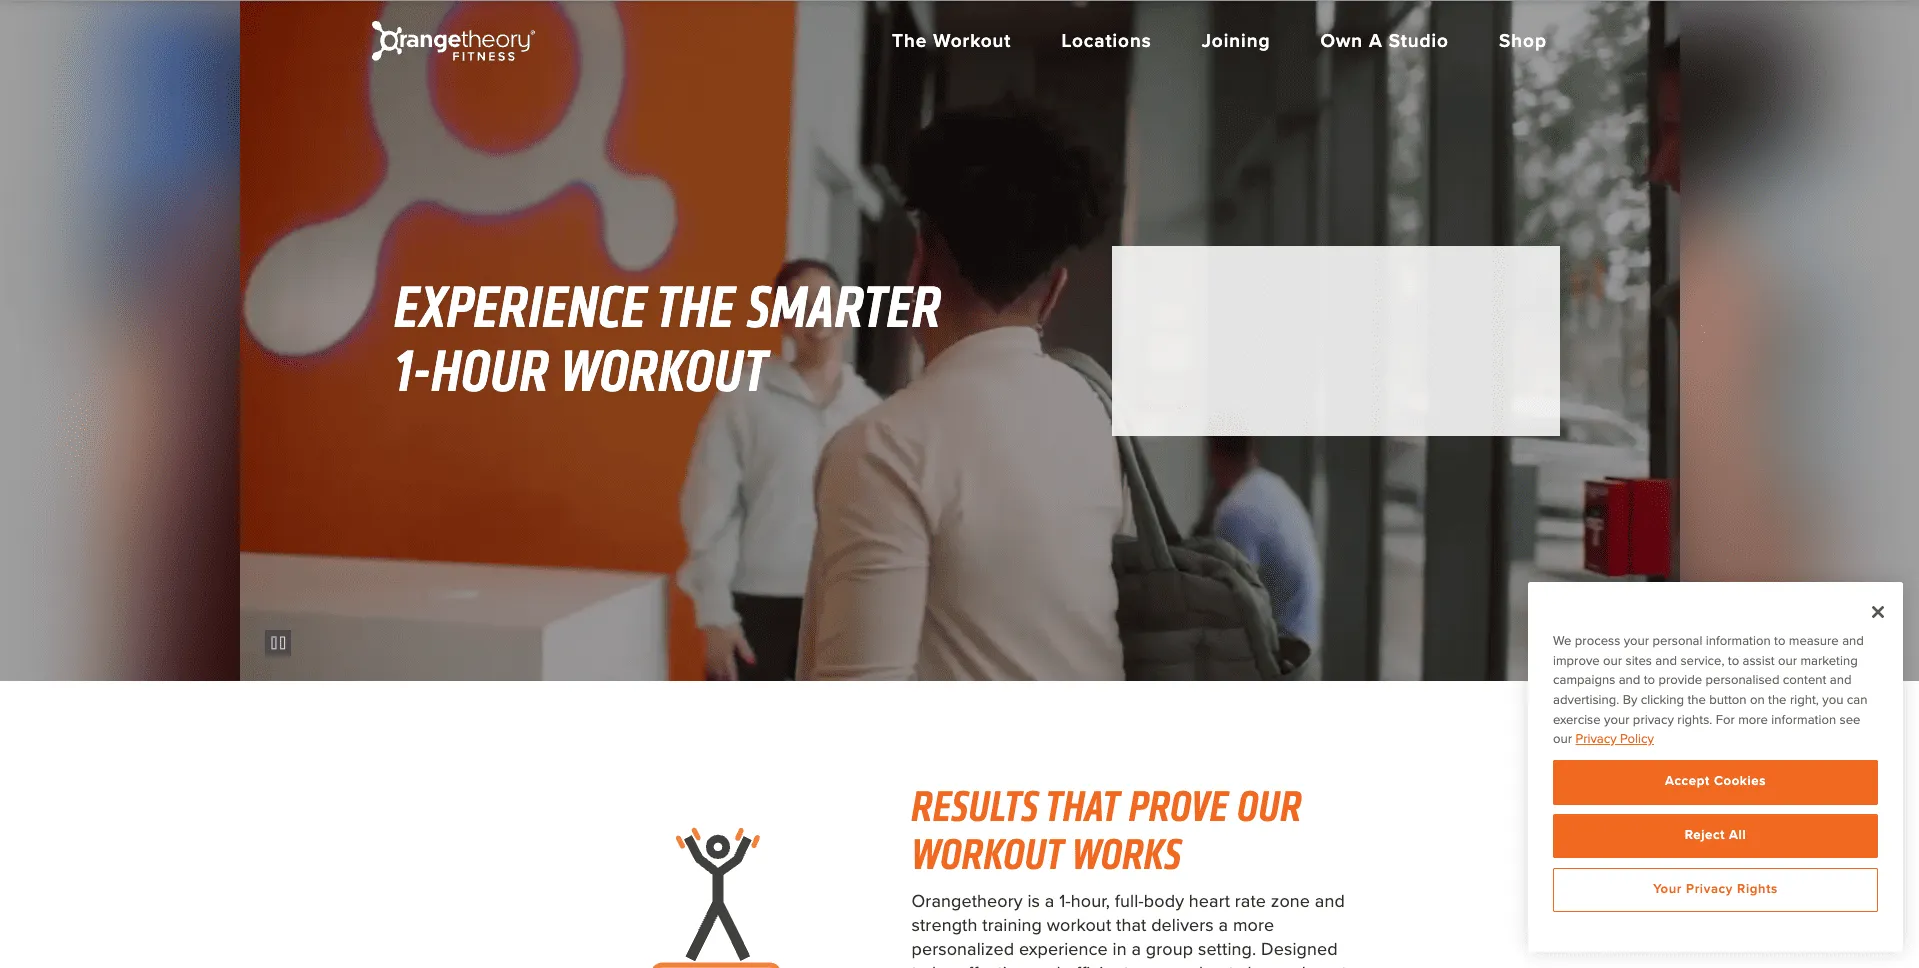 Orangetheory®
FITNESS
The Workout
Locations
Joining
Own A Studio
Shop
EXPERIENCE THE SMARTER
1-HOUR WORKOUT
We process your personal information to measure and
improve our sites and service, to assist our marketing
campaigns and to provide personalised content and
advertising. By clicking the button on the right, you can
exercise your privacy rights. For more information see
our Privacy Policy
Accept Cookies
Reject All
Your Privacy Rights
RESULTS THAT PROVE OUR
WORKOUT WORKS
Orangetheory is a 1-hour, full-body heart rate zone and
strength training workout that delivers a more
personalized experience in a group setting. Designed